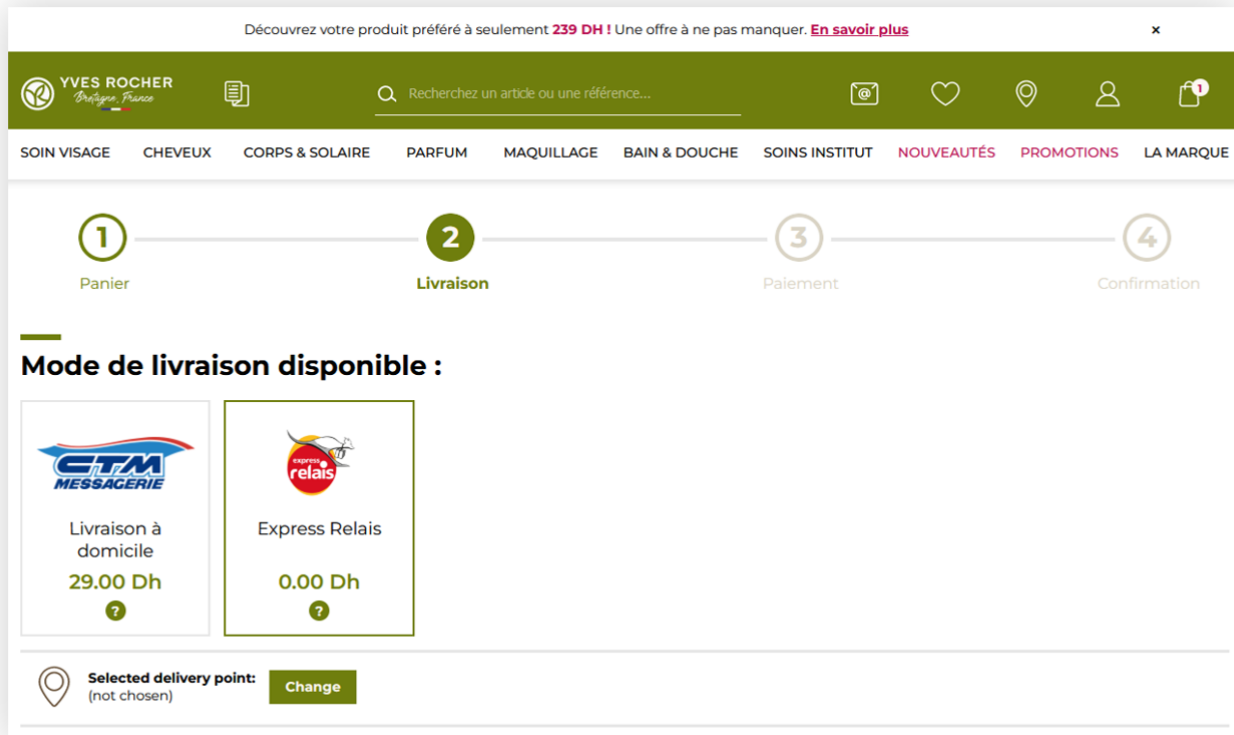 Découvrez votre produit préféré à seulement 239 DH ! Une offre à ne pas manquer. En savoir plus
×
YVES ROCHER
Bretagne, France
Recherchez un article ou une référence...
@
1
SOIN VISAGE CHEVEUX CORPS & SOLAIRE PARFUM MAQUILLAGE BAIN & DOUCHE SOINS INSTITUT NOUVEAUTÉS PROMOTIONS LA MARQUE
1 2 3 4
Panier Livraison Paiement Confirmation
Mode de livraison disponible :
CTM
MESSAGERIE
Livraison à
domicile
29.00 Dh
?
express
relais
Express Relais
0.00 Dh
?
Selected delivery point:
(not chosen)
Change